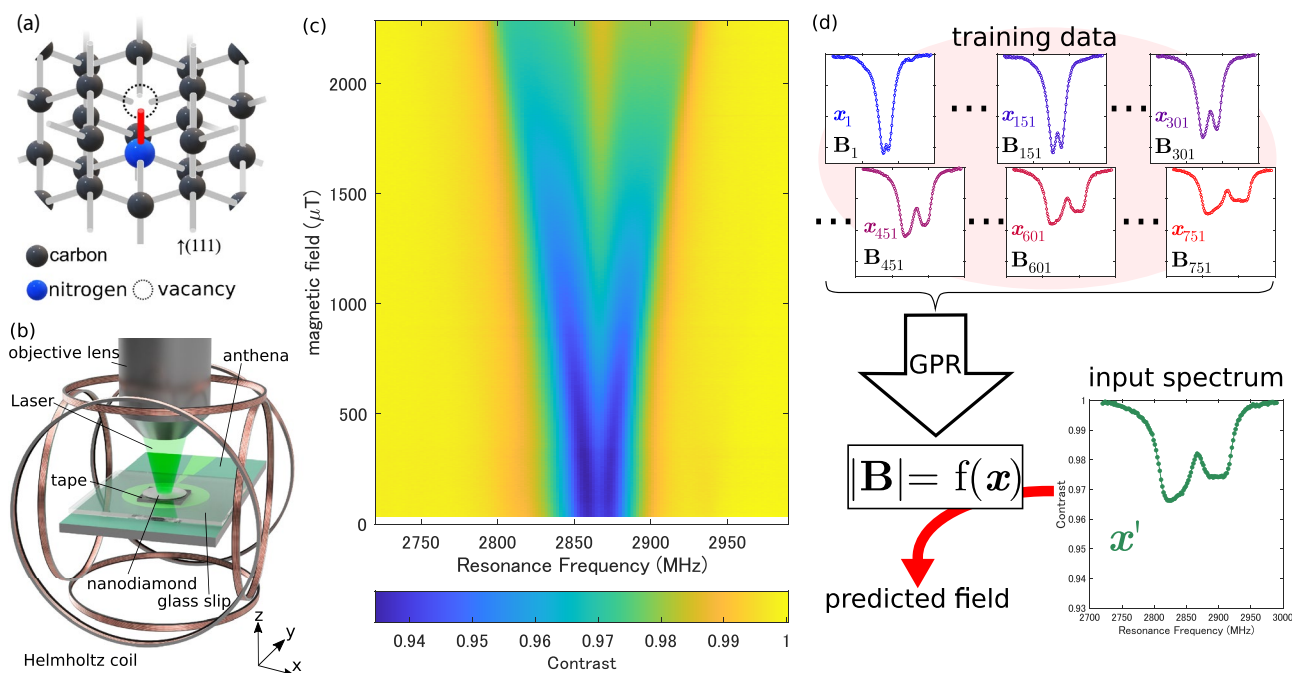 (a)
↑(111)
carbon
nitrogen
vacancy
(b)
objective lens
anthena
Laser
tape
nanodiamond
glass slip
Helmholtz coil
z
y
x
(c)
magnetic field (μT)
2000
1500
1000
500
0
2750 2800 2850 2900 2950
Resonance Frequency (MHz)
0.94 0.95 0.96 0.97 0.98 0.99 1
Contrast
(d)
training data
x1
B1
x151
B151
x301
B301
x451
B451
x601
B601
x751
B751
GPR
|B|= f(x)
predicted field
input spectrum
1
0.99
0.98
0.97
0.96
0.95
0.94
0.93
Contrast
x'
2700 2750 2800 2850 2900 2950 3000
Resonance Frequency (MHz)